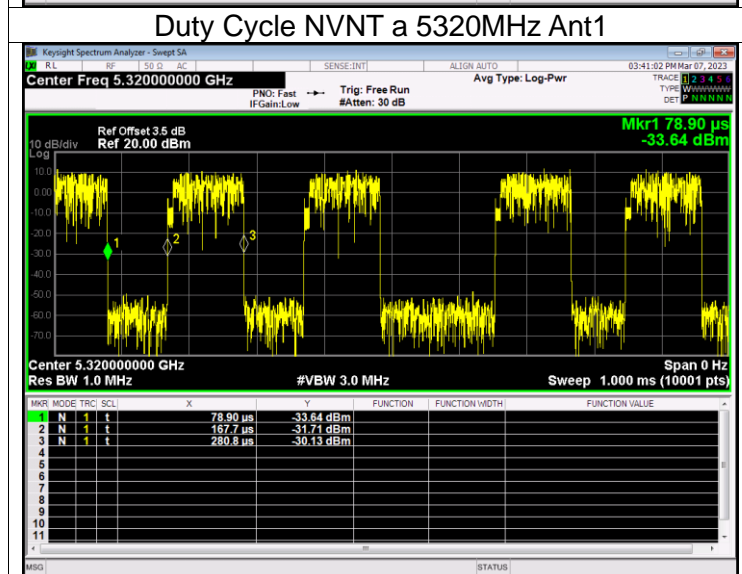 Duty Cycle NVNT a 5320MHz Ant1
Keysight Spectrum Analyzer - Swept SA
RL RF 50 Ω AC SENSE:INT ALIGN AUTO 03:41:02 PM Mar 07, 2023
Center Freq 5.320000000 GHz Avg Type: Log-Pwr TRACE 1 2 3 4 5 6
PNO: Fast Trig: Free Run TYPE WWWWWW
IFGain:Low #Atten: 30 dB DET P N N N N N
Mkr1 78.90 µs
Ref Offset 3.5 dB
10 dB/div Ref 20.00 dBm -33.64 dBm
Log
10.0
0.00
-10.0
-20.0
-30.0
-40.0
-50.0
-60.0
-70.0
1
2
3
Center 5.320000000 GHz Span 0 Hz
Res BW 1.0 MHz #VBW 3.0 MHz Sweep 1.000 ms (10001 pts)
MKR MODE TRC SCL X Y FUNCTION FUNCTION WIDTH FUNCTION VALUE
1 N 1 t 78.90 µs -33.64 dBm
2 N 1 t 167.7 µs -31.71 dBm
3 N 1 t 280.8 µs -30.13 dBm
4
5
6
7
8
9
10
11
MSG STATUS